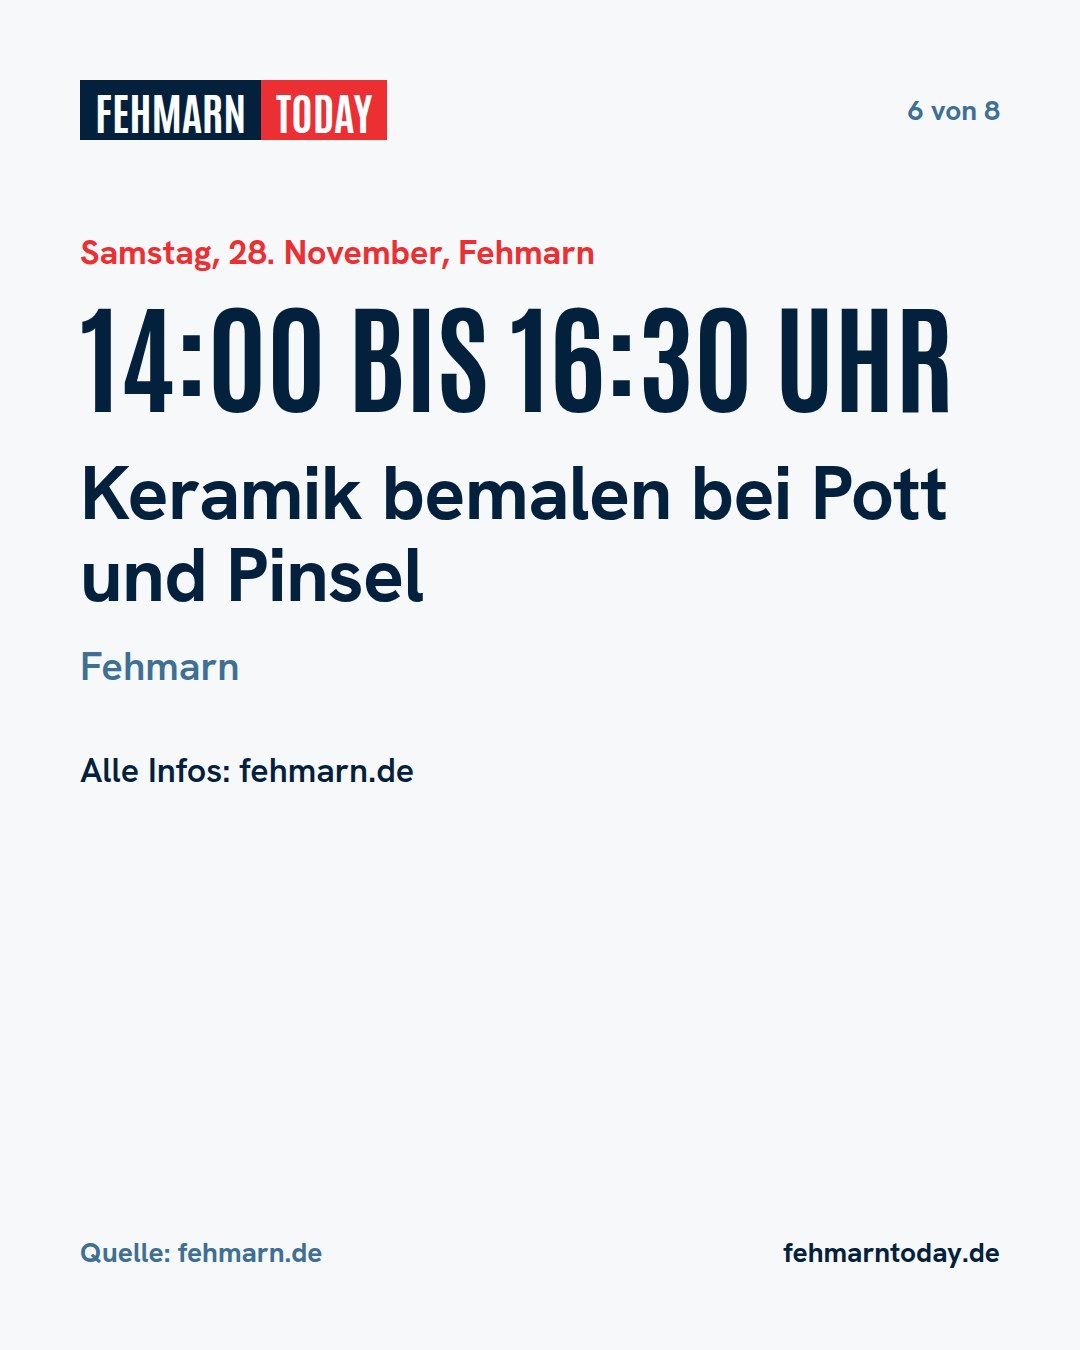 FEHMARN TODAY
6 von 8
Samstag, 28. November, Fehmarn
14:00 BIS 16:30 UHR
Keramik bemalen bei Pott
und Pinsel
Fehmarn
Alle Infos: fehmarn.de
Quelle: fehmarn.de
fehmarntoday.de